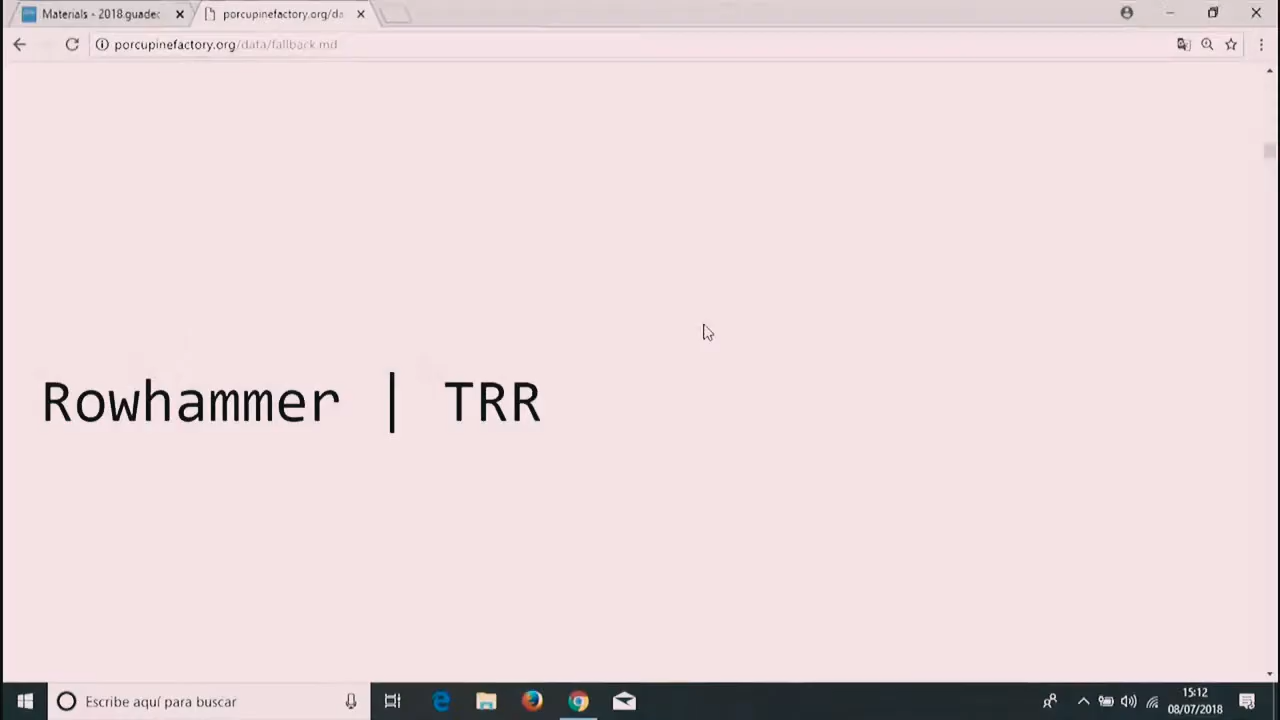 Materials - 2018.guadec
porcupinefactory.org/da
porcupinefactory.org/data/fallback.md
Rowhammer | TRR
Escribe aquí para buscar
15:12
08/07/2018